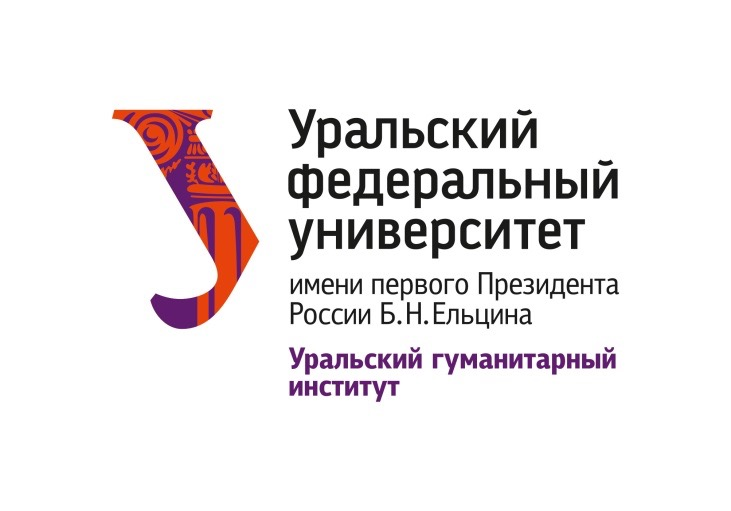 У
Уральский
федеральный
университет
имени первого Президента
России Б.Н.Ельцина
Уральский гуманитарный
институт